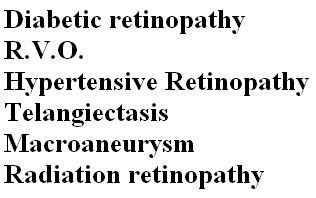 Diabetic retinopathy
R.V.O.
Hypertensive Retinopathy
Telangiectasis
Macroaneurysm
Radiation retinopathy